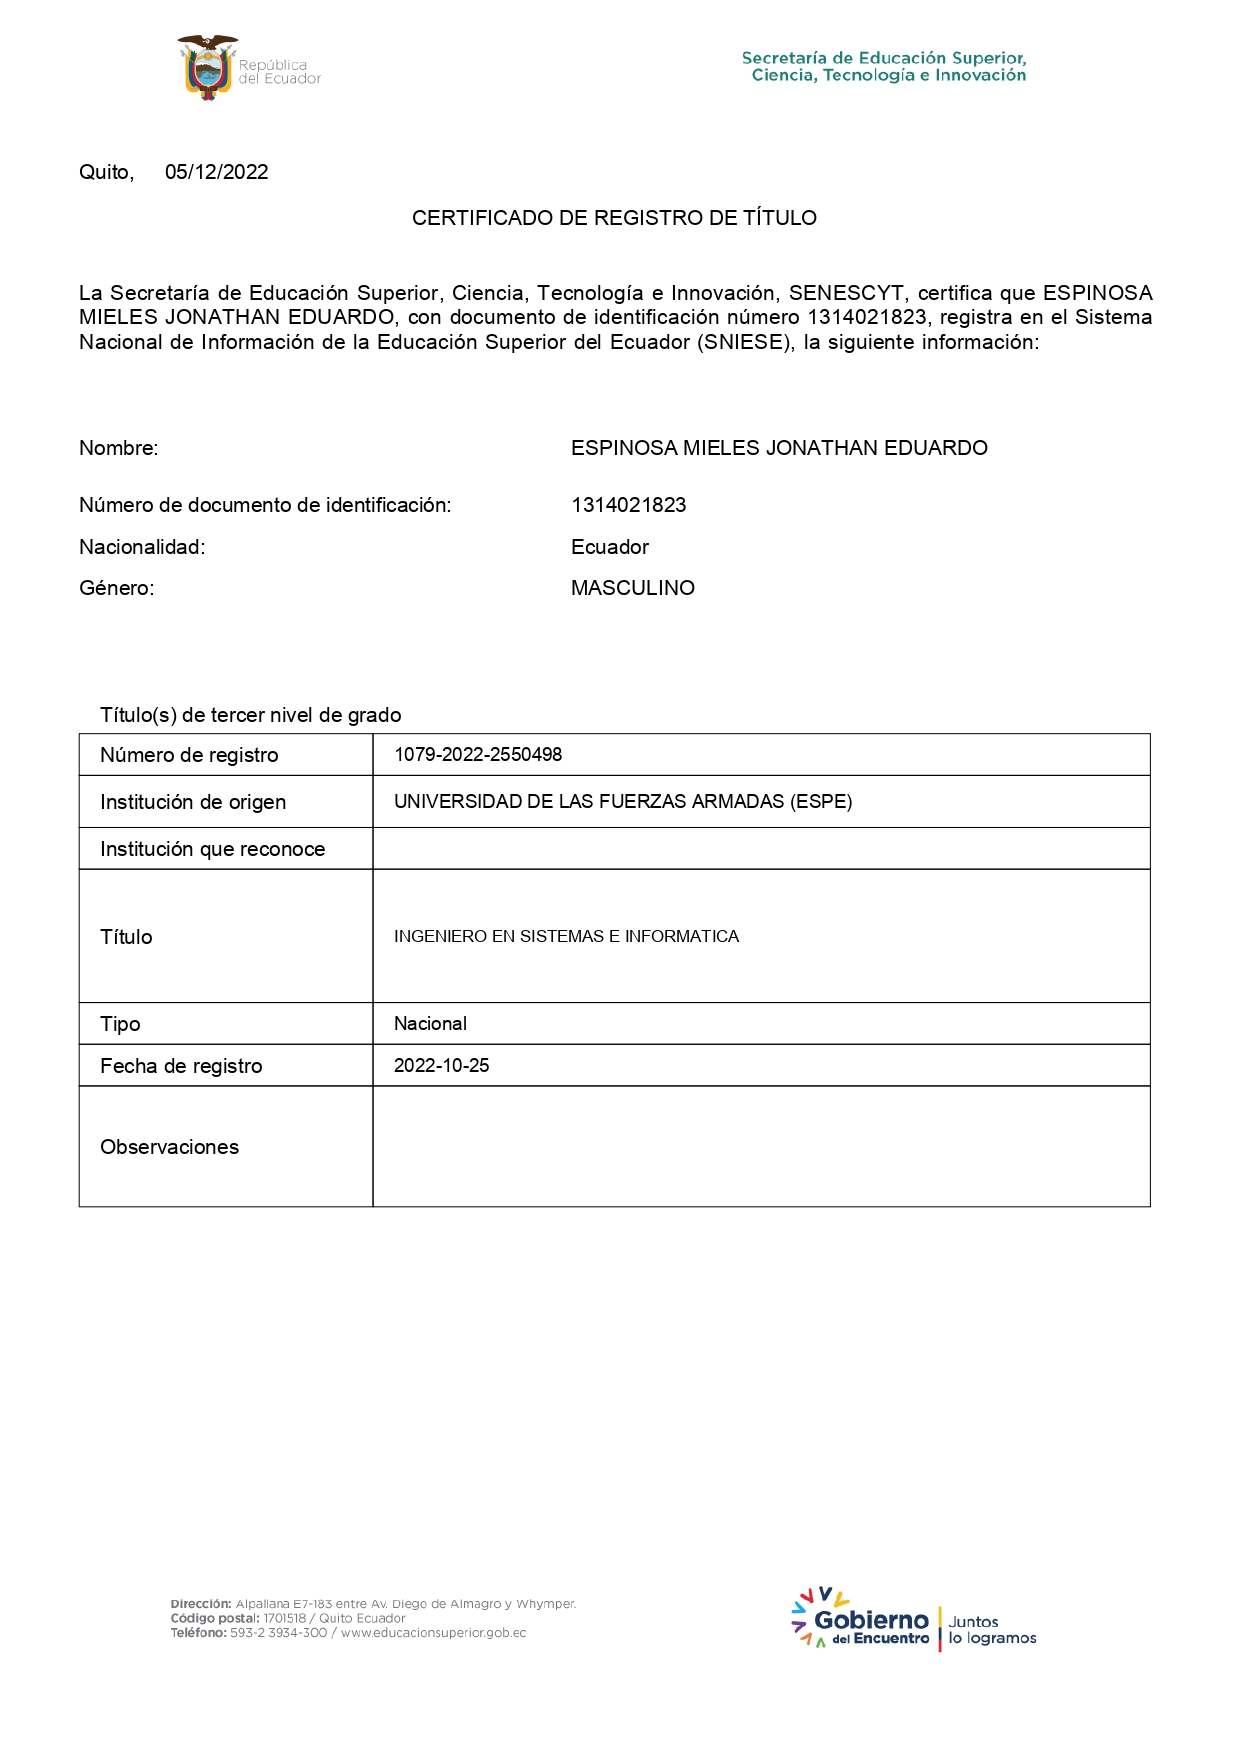 República
del Ecuador
Secretaría de Educación Superior,
Ciencia, Tecnología e Innovación
Quito, 05/12/2022
CERTIFICADO DE REGISTRO DE TÍTULO
La Secretaría de Educación Superior, Ciencia, Tecnología e Innovación, SENESCYT, certifica que ESPINOSA
MIELES JONATHAN EDUARDO, con documento de identificación número 1314021823, registra en el Sistema
Nacional de Información de la Educación Superior del Ecuador (SNIESE), la siguiente información:
Nombre: ESPINOSA MIELES JONATHAN EDUARDO
Número de documento de identificación: 1314021823
Nacionalidad: Ecuador
Género: MASCULINO
Título(s) de tercer nivel de grado
Número de registro 1079-2022-2550498
Institución de origen UNIVERSIDAD DE LAS FUERZAS ARMADAS (ESPE)
Institución que reconoce
Título INGENIERO EN SISTEMAS E INFORMATICA
Tipo Nacional
Fecha de registro 2022-10-25
Observaciones
Dirección: Alpallana E7-183 entre Av. Diego de Almagro y Whymper.
Código postal: 1701518 / Quito Ecuador
Teléfono: 593-2 3934-300 / www.educacionsuperior.gob.ec
Gobierno
del Encuentro
Juntos
lo logramos